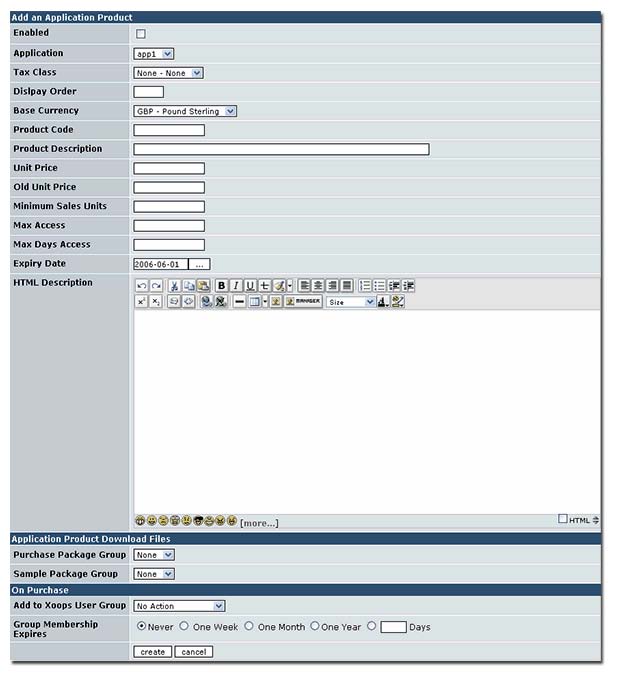 Add an Application Product
Enabled
Application app1
Tax Class None - None
Dislpay Order
Base Currency GBP - Pound Sterling
Product Code
Product Description
Unit Price
Old Unit Price
Minimum Sales Units
Max Access
Max Days Access
Expiry Date 2006-06-01 ...
HTML Description
B I U
MANAGER Size
[more...] HTML
Application Product Download Files
Purchase Package Group None
Sample Package Group None
On Purchase
Add to Xoops User Group No Action
Group Membership Expires Never One Week One Month One Year Days
create cancel